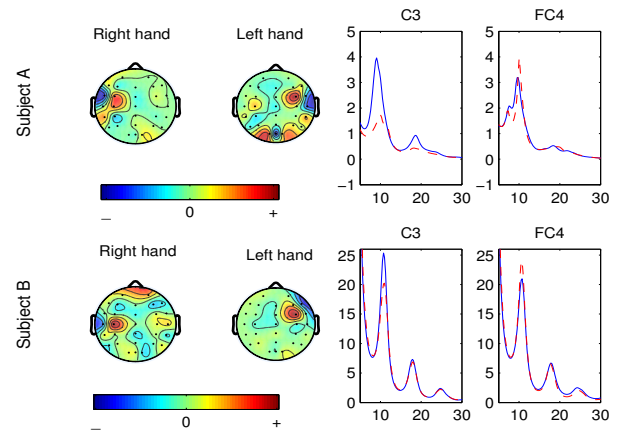 C3 FC4
Right hand Left hand
Subject A
5 5
4 4
3 3
2 2
1 1
0 0
−1 −1
10 20 30 10 20 30
− 0 +
C3 FC4
Right hand Left hand
Subject B
25 25
20 20
15 15
10 10
5 5
0 0
10 20 30 10 20 30
− 0 +